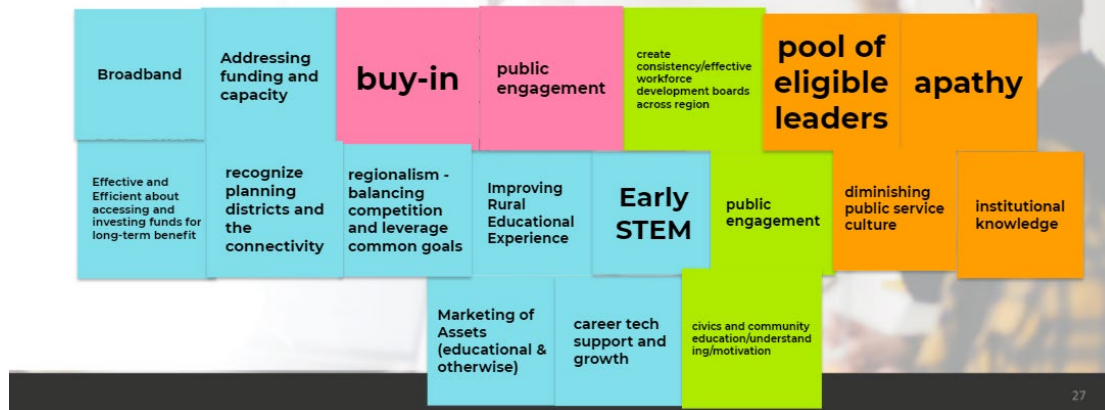 Broadband
Addressing
funding and
capacity
buy-in
public
engagement
create
consistency/effective
workforce
development boards
across region
pool of
eligible
leaders
apathy
Effective and
Efficient about
accessing and
investing funds for
long-term benefit
recognize
planning
districts and
the
connectivity
regionalism -
balancing
competition
and leverage
common goals
Improving
Rural
Educational
Experience
Early
STEM
public
engagement
diminishing
public service
culture
institutional
knowledge
Marketing of
Assets
(educational &
otherwise)
career tech
support and
growth
civics and community
education/understand
ing/motivation
27